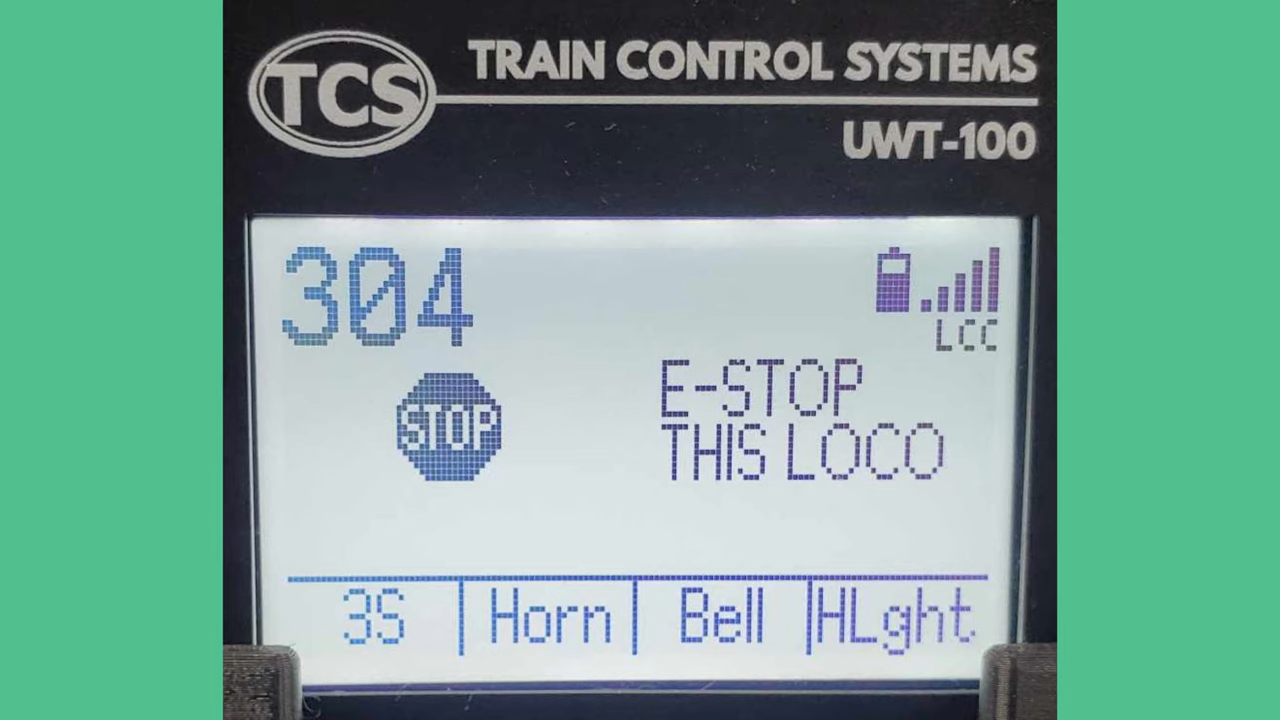 TCS
TRAIN CONTROL SYSTEMS
UWT-100
304
LCC
STOP
E-STOP
THIS LOCO
3S Horn Bell HLght